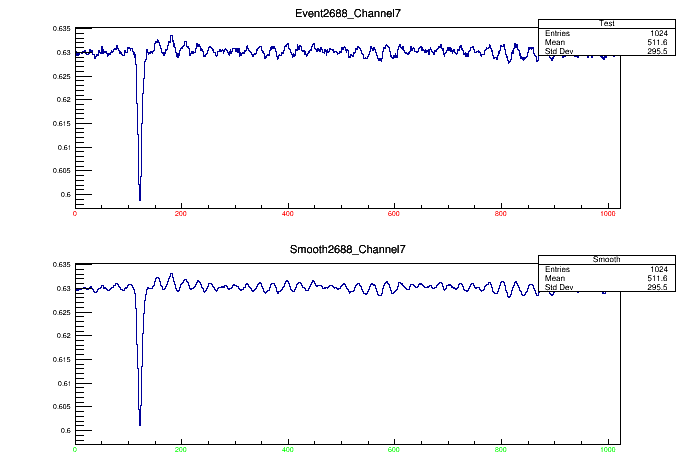 Event2688_Channel7
Test
Entries 1024
Mean 511.6
Std Dev 295.5
0.635
0.63
0.625
0.62
0.615
0.61
0.605
0.6
0 200 400 600 800 1000
Smooth2688_Channel7
Smooth
Entries 1024
Mean 511.6
Std Dev 295.5
0.635
0.63
0.625
0.62
0.615
0.61
0.605
0.6
0 200 400 600 800 1000